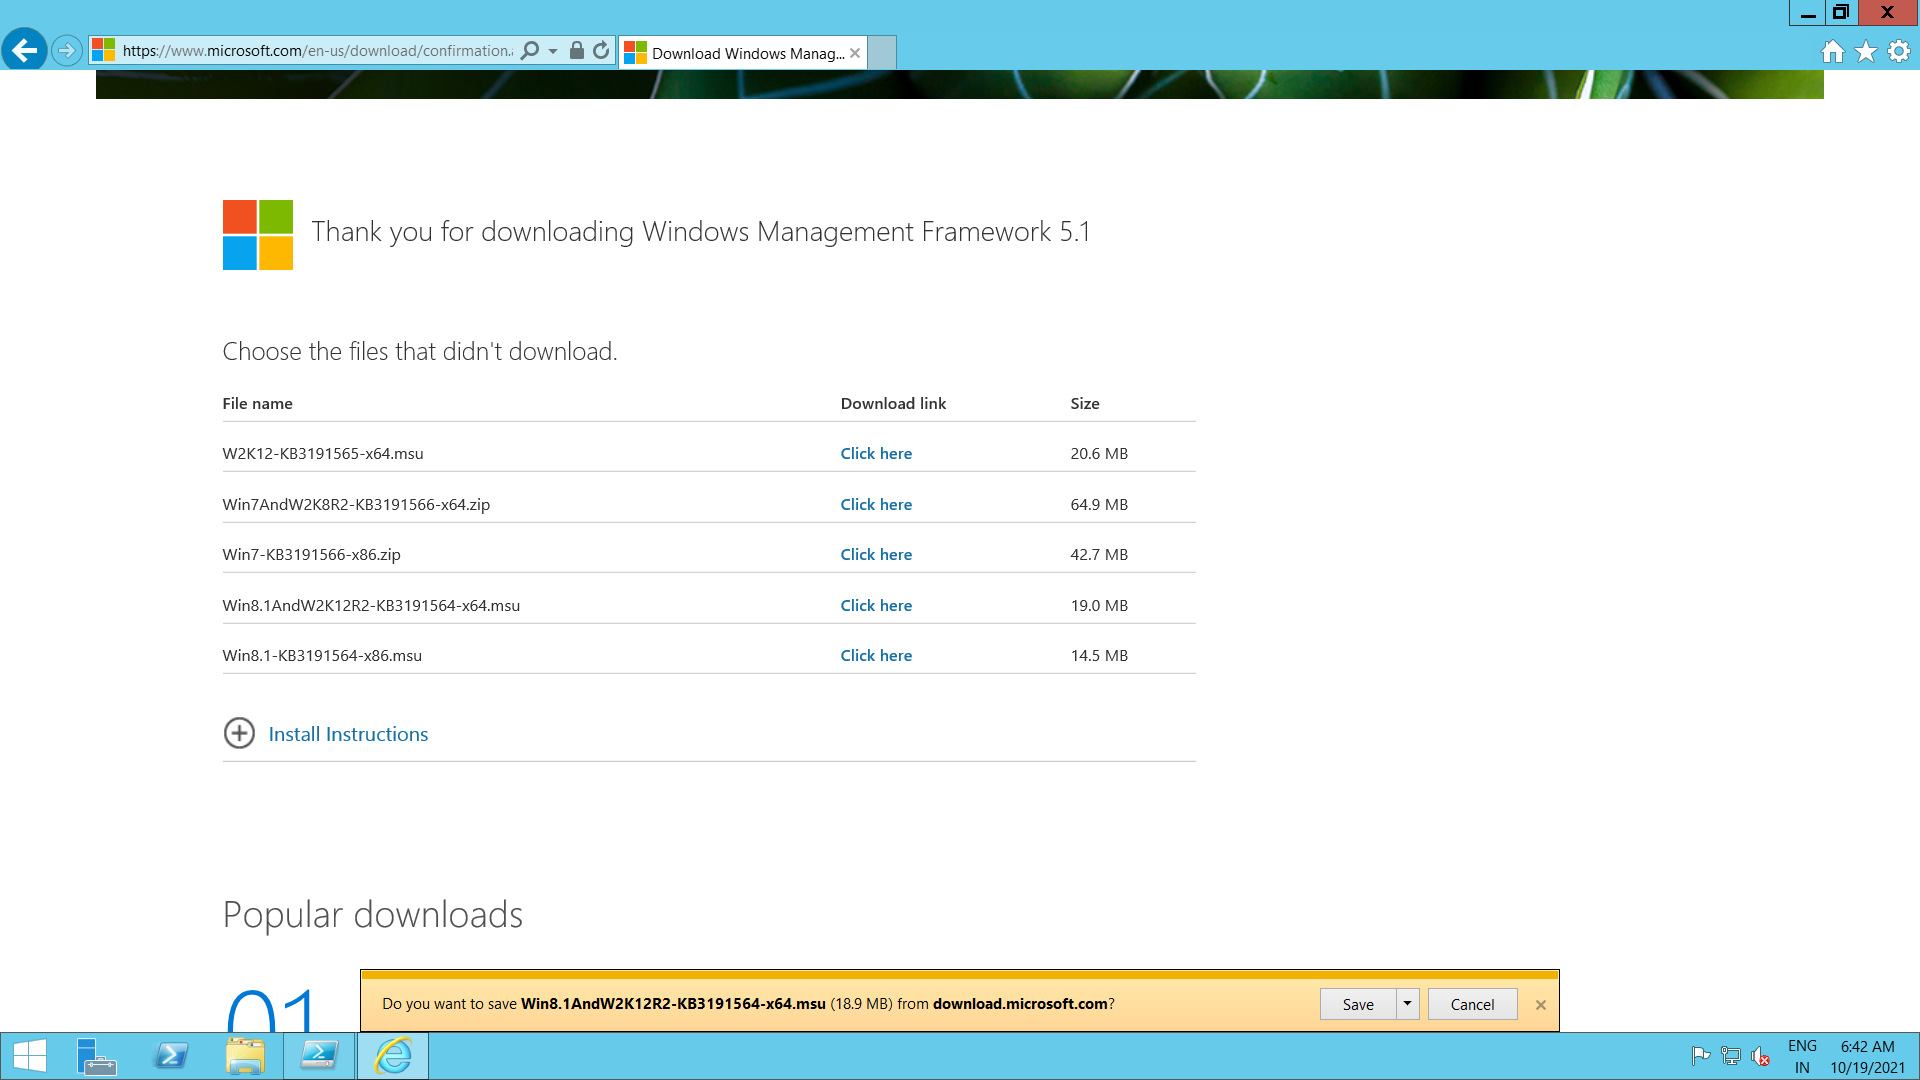 https://www.microsoft.com/en-us/download/confirmation.a
Download Windows Manag...
Thank you for downloading Windows Management Framework 5.1
Choose the files that didn't download.
File name Download link Size
W2K12-KB3191565-x64.msu Click here 20.6 MB
Win7AndW2K8R2-KB3191566-x64.zip Click here 64.9 MB
Win7-KB3191566-x86.zip Click here 42.7 MB
Win8.1AndW2K12R2-KB3191564-x64.msu Click here 19.0 MB
Win8.1-KB3191564-x86.msu Click here 14.5 MB
Install Instructions
Popular downloads
01
Do you want to save Win8.1AndW2K12R2-KB3191564-x64.msu (18.9 MB) from download.microsoft.com?
Save Cancel
ENG 6:42 AM
IN 10/19/2021